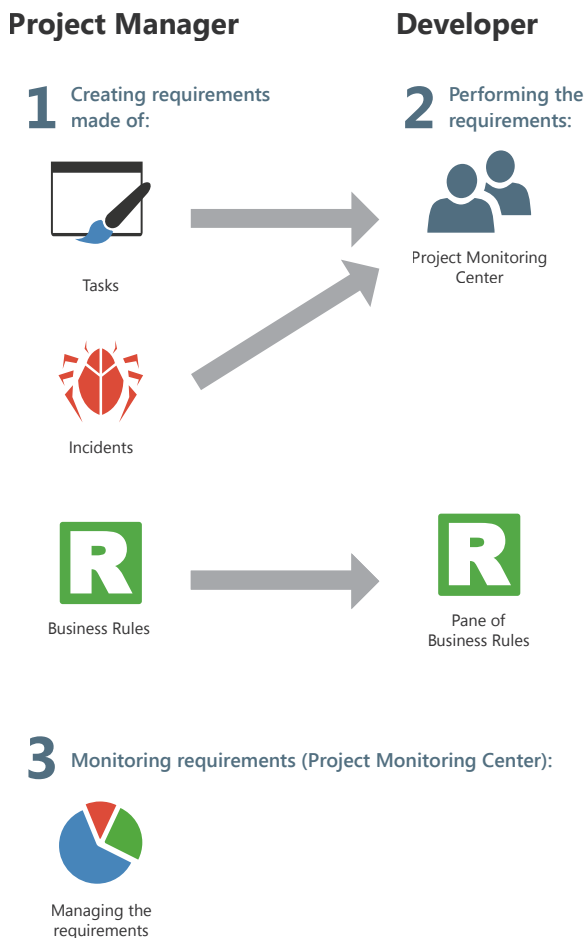 Project Manager
Developer
1 Creating requirements
made of:
2 Performing the
requirements:
Tasks
Project Monitoring
Center
Incidents
R
Business Rules
R
Pane of
Business Rules
3 Monitoring requirements (Project Monitoring Center):
Managing the
requirements